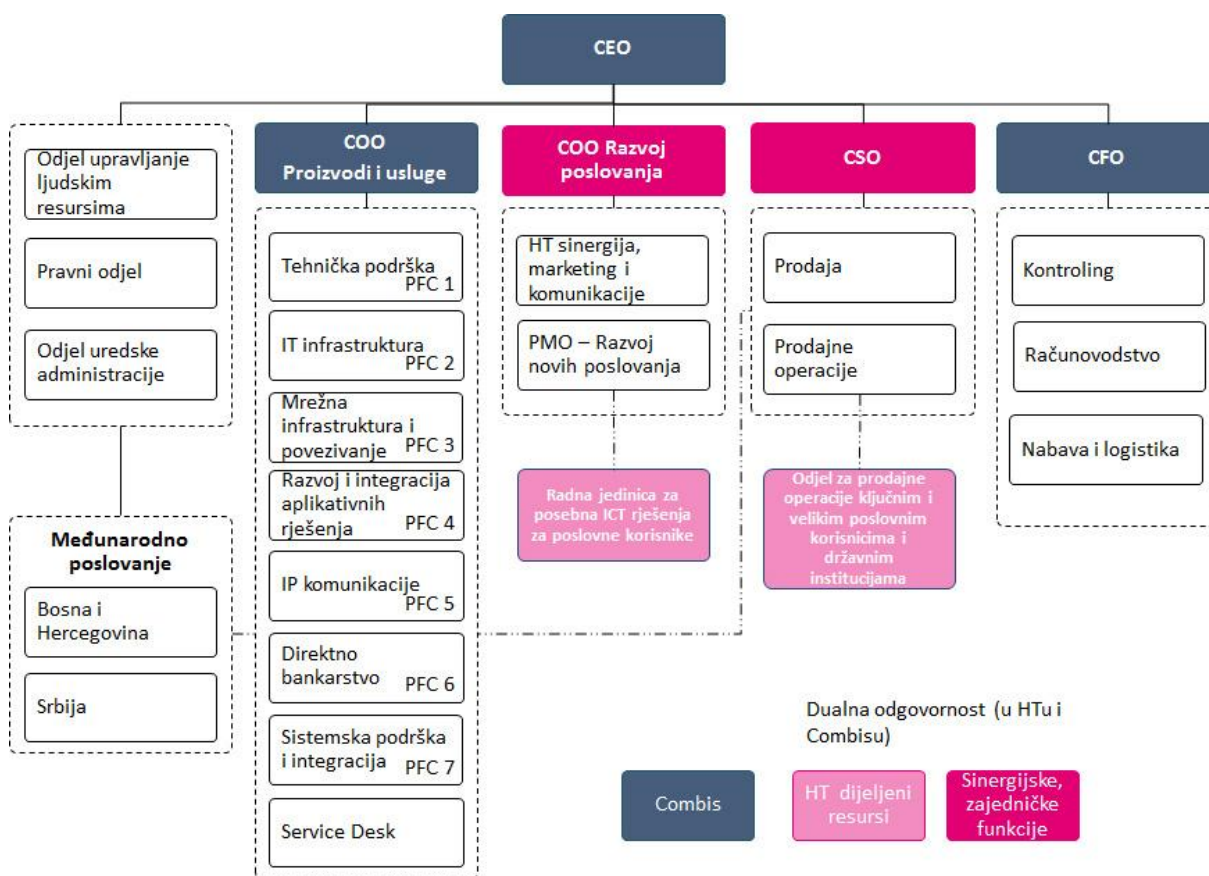 CEO
Odjel upravljanje
ljudskim
resursima
Pravni odjel
Odjel uredske
administracije
Međunarodno
poslovanje
Bosna i
Hercegovina
Srbija
COO
Proizvodi i usluge
Tehnička podrška
PFC 1
IT infrastruktura
PFC 2
Mrežna
infrastruktura i
povezivanje PFC 3
Razvoj i integracija
aplikativnih
rješenja PFC 4
IP komunikacije
PFC 5
Direktno
bankarstvo PFC 6
Sistemska podrška
i integracija PFC 7
Service Desk
COO Razvoj
poslovanja
HT sinergija,
marketing i
komunikacije
PMO – Razvoj
novih poslovanja
Radna jedinica za
posebna ICT rješenja
za poslovne korisnike
CSO
Prodaja
Prodajne
operacije
Odjel za prodajne
operacije ključnim i
velikim poslovnim
korisnicima i
državnim
institucijama
CFO
Kontroling
Računovodstvo
Nabava i logistika
Dualna odgovornost (u HTu i
Combisu)
Combis
HT dijeljeni
resursi
Sinergijske,
zajedničke
funkcije